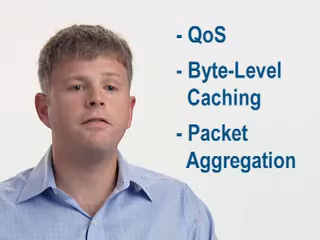 - QoS
- Byte-Level
Caching
- Packet
Aggregation